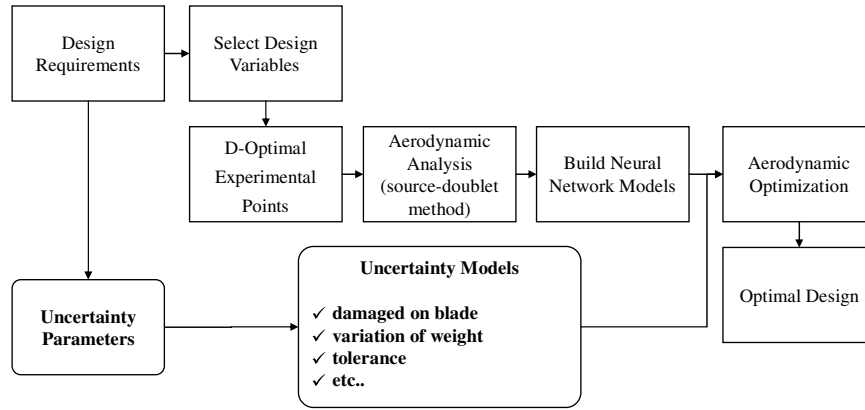 Design
Requirements
Select Design
Variables
D-Optimal
Experimental
Points
Aerodynamic
Analysis
(source-doublet
method)
Build Neural
Network Models
Aerodynamic
Optimization
Optimal Design
Uncertainty
Parameters
Uncertainty Models
✓ damaged on blade
✓ variation of weight
✓ tolerance
✓ etc..